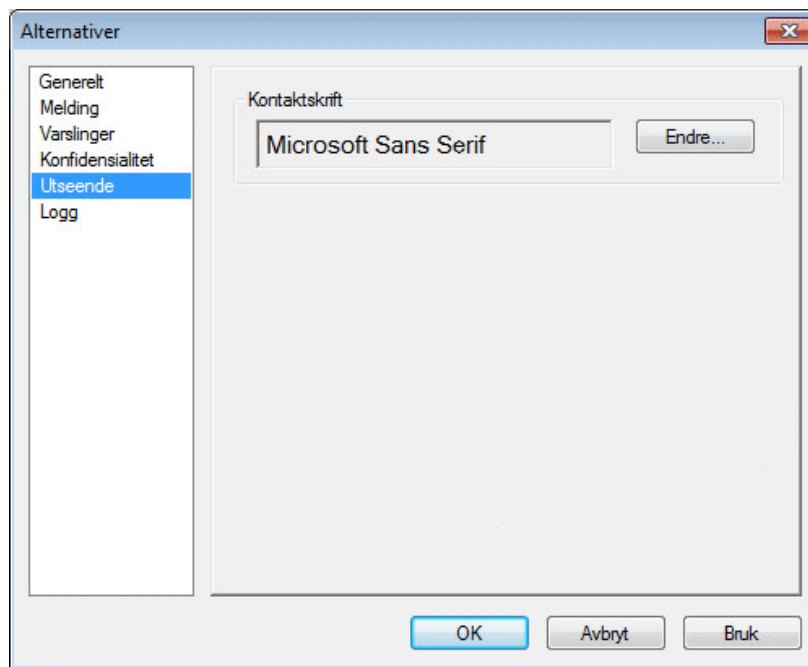 Alternativer
Generelt
Melding
Varslinger
Konfidensialitet
Utseende
Logg
Kontaktskrift
Microsoft Sans Serif
Endre...
OK
Avbryt
Bruk